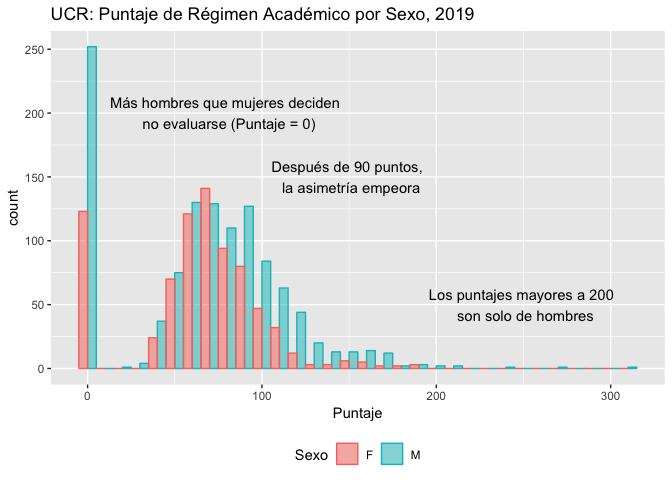 UCR: Puntaje de Régimen Académico por Sexo, 2019
250
200
150
100
50
0
count
Más hombres que mujeres deciden
no evaluarse (Puntaje = 0)
Después de 90 puntos,
la asimetría empeora
Los puntajes mayores a 200
son solo de hombres
0
100
200
300
Puntaje
Sexo F M